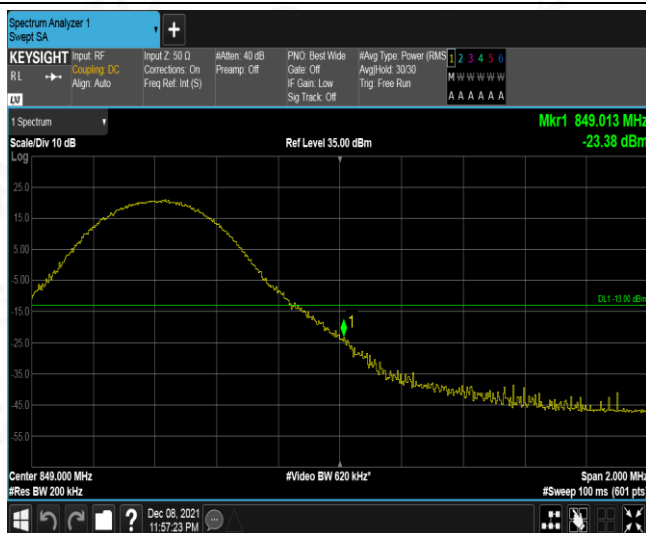 Spectrum Analyzer 1
Swept SA
+
KEYSIGHT
RL
LXI
Input: RF
Coupling: DC
Align: Auto
Input Z: 50 Ω
Corrections: On
Freq Ref: Int (S)
#Atten: 40 dB
Preamp: Off
PNO: Best Wide
Gate: Off
IF Gain: Low
Sig Track: Off
#Avg Type: Power (RMS
Avg|Hold: 30/30
Trig: Free Run
1 2 3 4 5 6
M W W W W W
A A A A A A
1 Spectrum
Mkr1 849.013 MHz
Scale/Div 10 dB
Ref Level 35.00 dBm
-23.38 dBm
Log
25.0
15.0
5.00
-5.00
DL1 -13.00 dBm
-15.0
1
-25.0
-35.0
-45.0
-55.0
Center 849.000 MHz
#Video BW 620 kHz*
Span 2.000 MHz
#Res BW 200 kHz
#Sweep 100 ms (601 pts)
?
Dec 08, 2021
11:57:23 PM